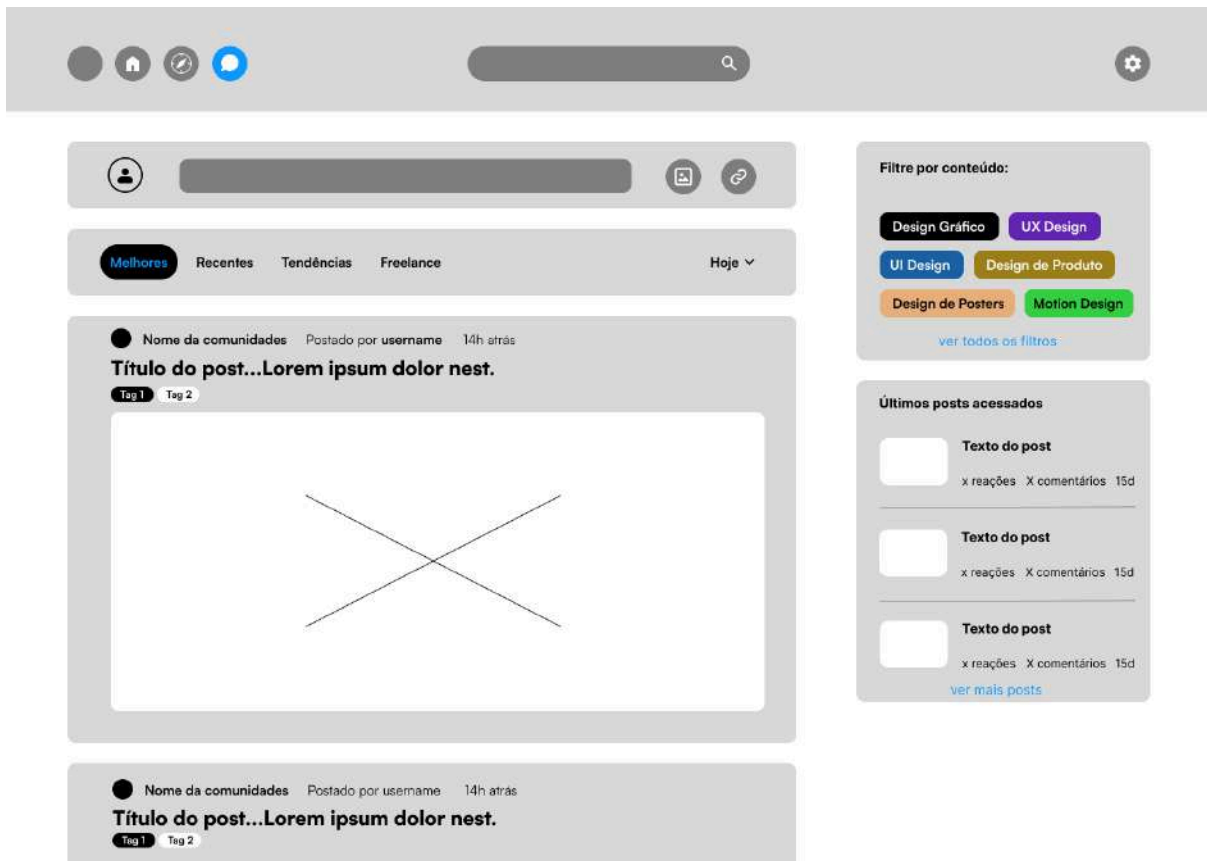 Melhores Recentes Tendências Freelance Hoje
Nome da comunidades Postado por username 14h atrás
Título do post...Lorem ipsum dolor nest.
Tag 1 Tag 2
Nome da comunidades Postado por username 14h atrás
Título do post...Lorem ipsum dolor nest.
Tag 1 Tag 2
Filtre por conteúdo:
Design Gráfico UX Design
UI Design Design de Produto
Design de Posters Motion Design
ver todos os filtros
Últimos posts acessados
Texto do post
x reações X comentários 15d
Texto do post
x reações X comentários 15d
Texto do post
x reações X comentários 15d
ver mais posts